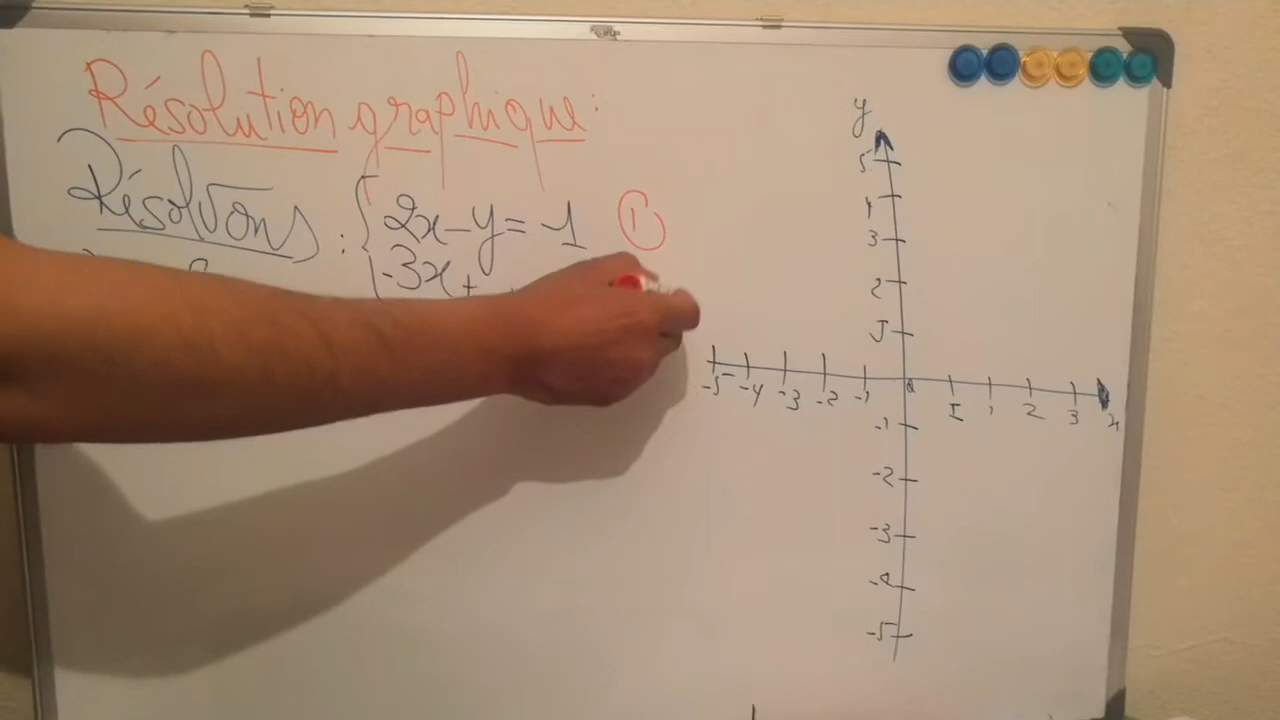 Résolution graphique:
Résolvons : { 2x - y = 1 ①
-3x +
y
5
4
3
2
-5 -4 -3 -2 -1 0 I 1 2 3 x
-1
-2
-3
-4
-5